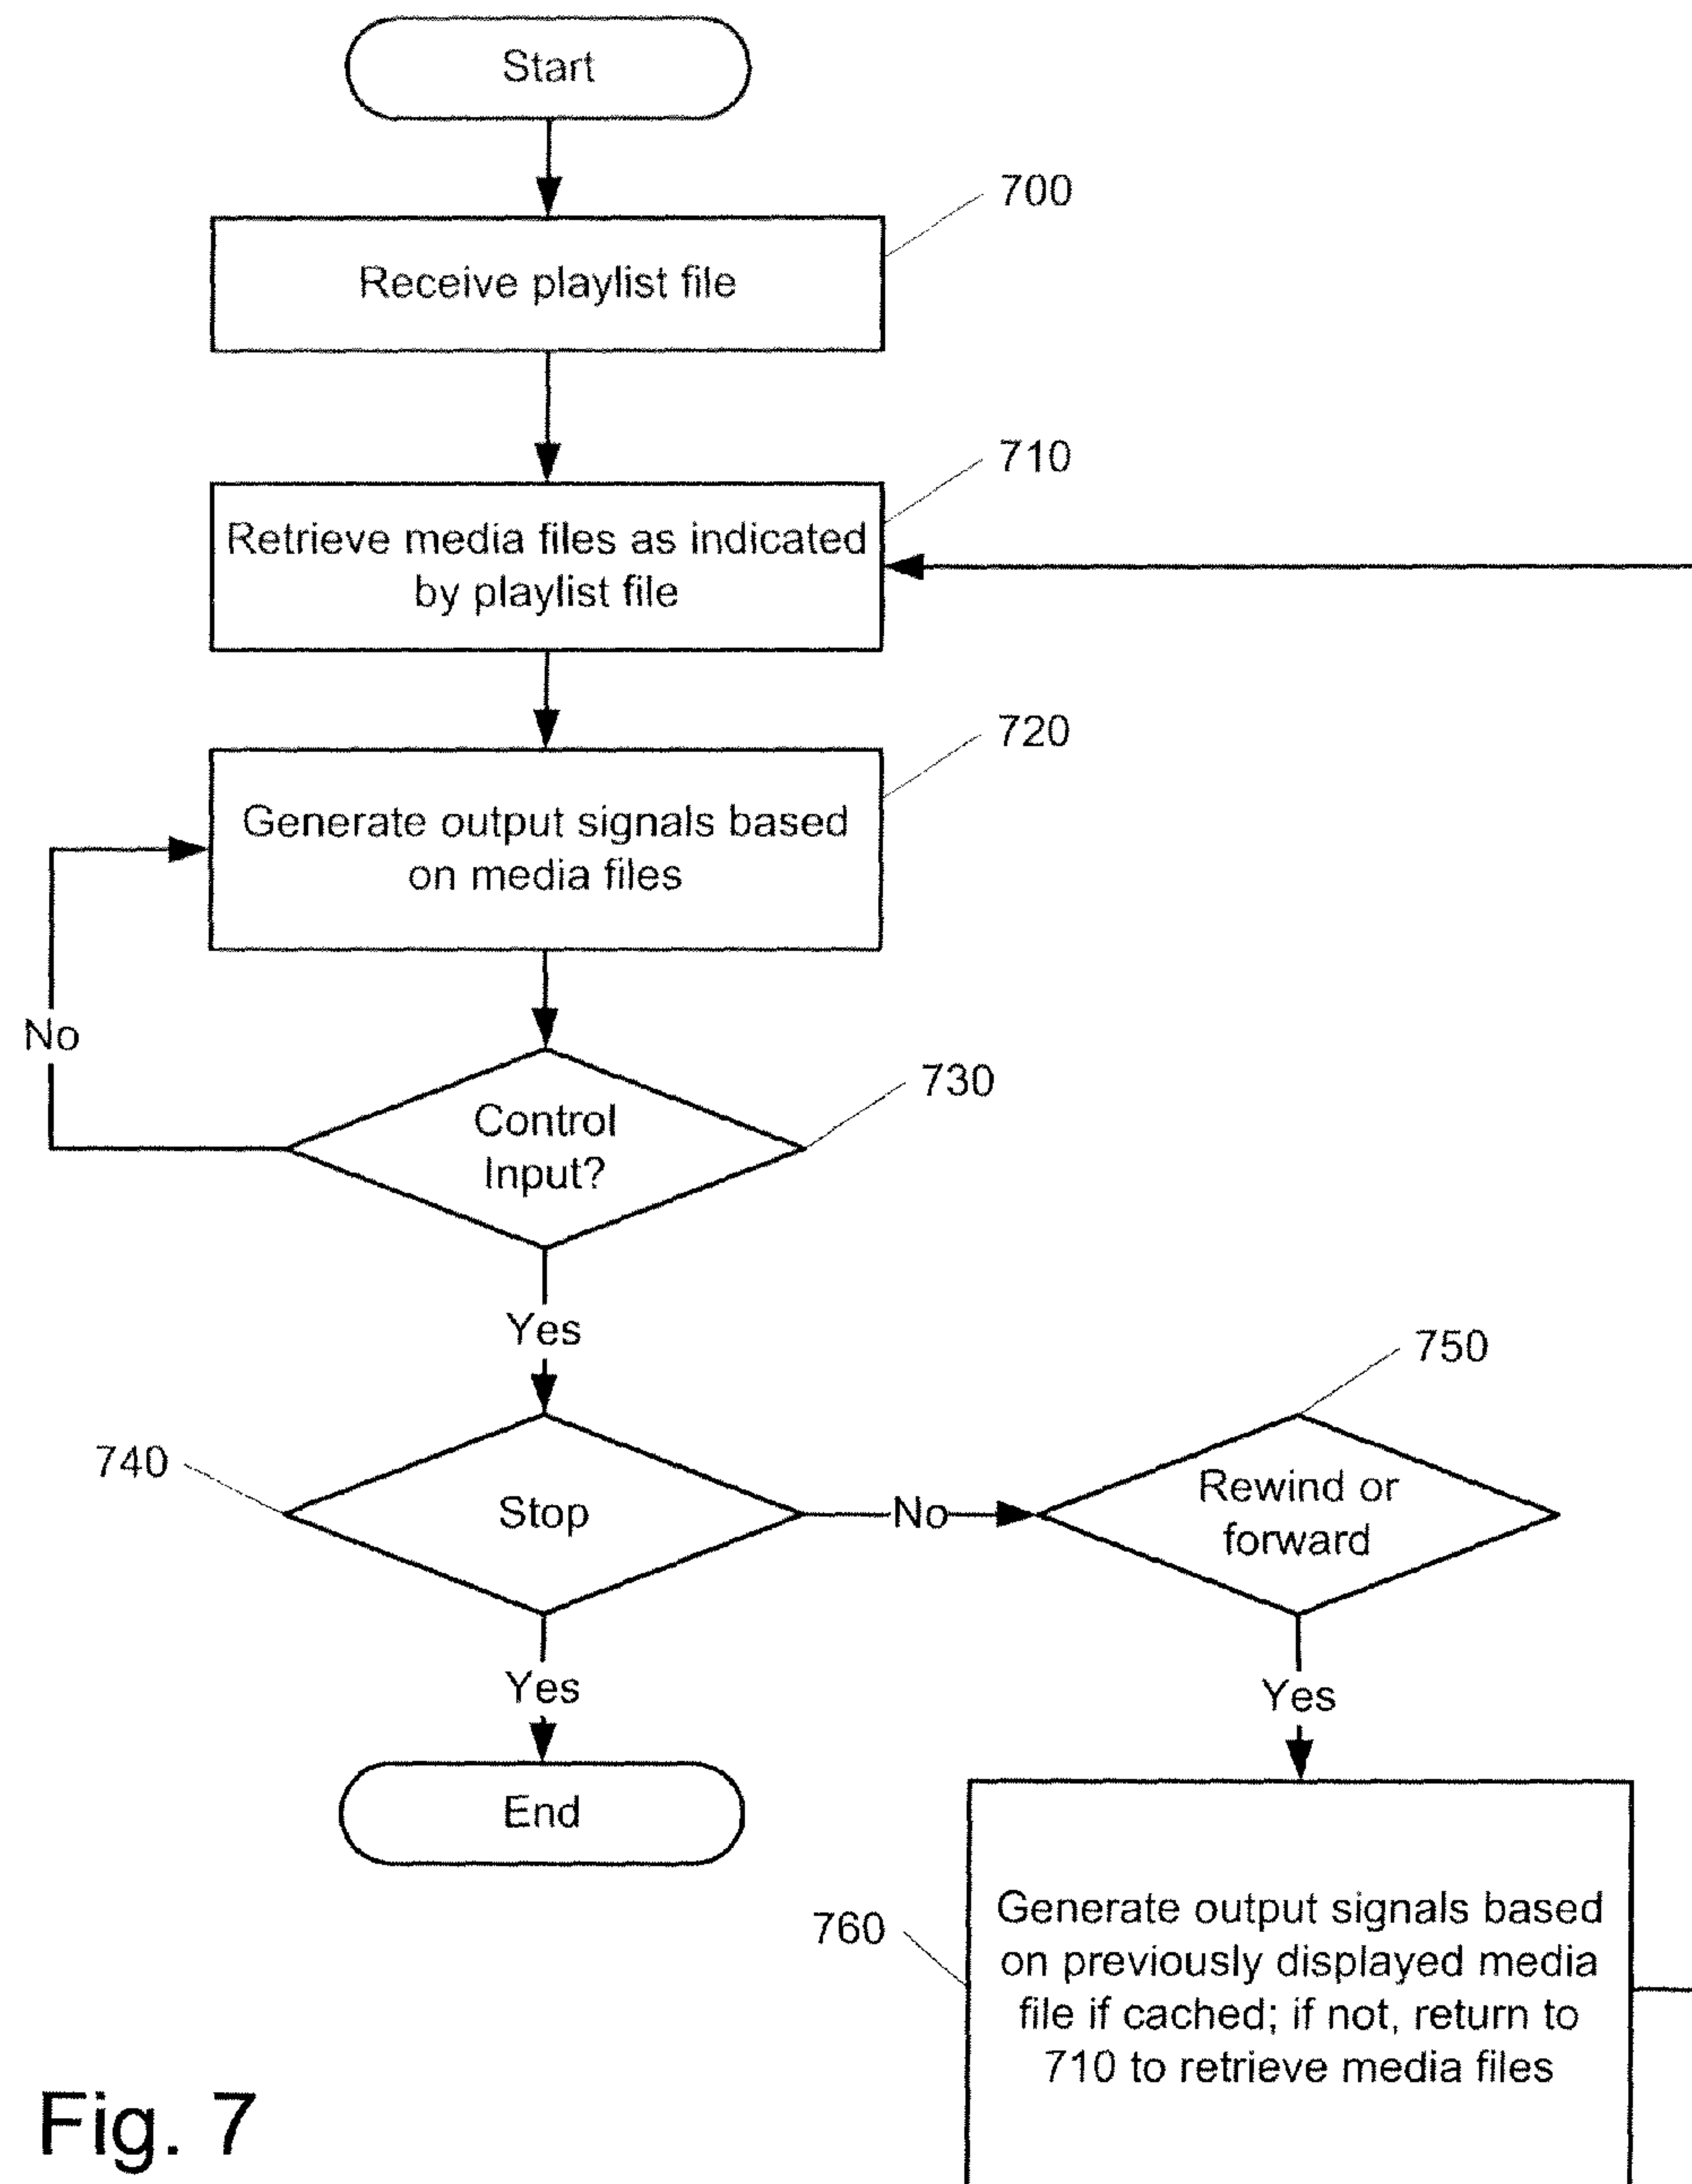 Start
700
Receive playlist file
710
Retrieve media files as indicated
by playlist file
720
Generate output signals based
on media files
No
730
Control
Input?
Yes
750
740
Stop
No
Rewind or
forward
Yes
Yes
End
760
Generate output signals based
on previously displayed media
file if cached; if not, return to
710 to retrieve media files
Fig. 7